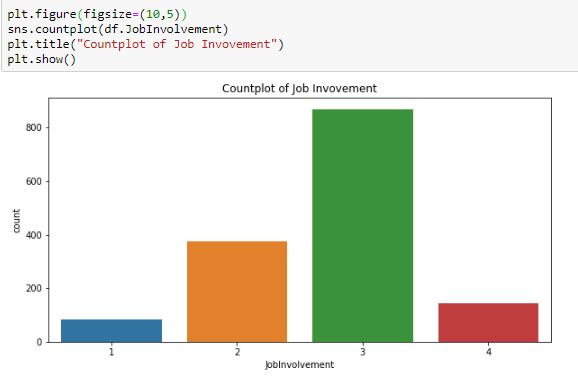 plt.figure(figsize=(10,5))
sns.countplot(df.JobInvolvement)
plt.title("Countplot of Job Invovement")
plt.show()
Countplot of Job Invovement
800
600
400
200
0
count
1 2 3 4
JobInvolvement